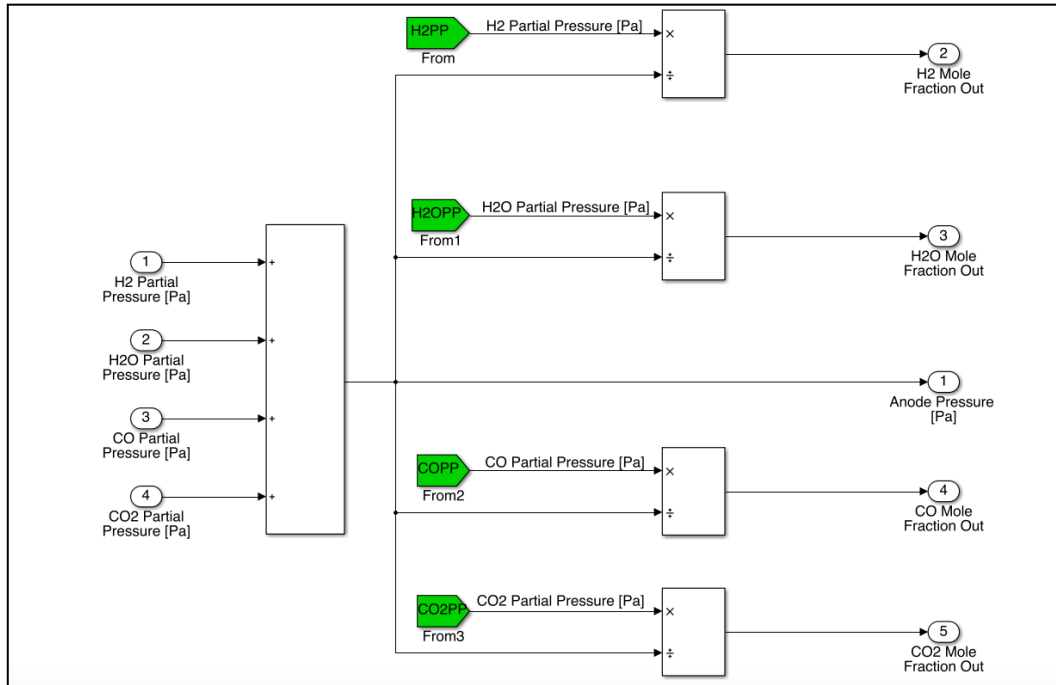 H2PP
H2 Partial Pressure [Pa]
×
From
÷
2
H2 Mole
Fraction Out
H2OPP
H2O Partial Pressure [Pa]
×
From1
÷
3
H2O Mole
Fraction Out
1
+
H2 Partial
Pressure [Pa]
2
+
H2O Partial
Pressure [Pa]
1
Anode Pressure
[Pa]
3
+
CO Partial
Pressure [Pa]
COPP
CO Partial Pressure [Pa]
×
From2
÷
4
CO Mole
Fraction Out
4
+
CO2 Partial
Pressure [Pa]
CO2PP
CO2 Partial Pressure [Pa]
×
From3
÷
5
CO2 Mole
Fraction Out